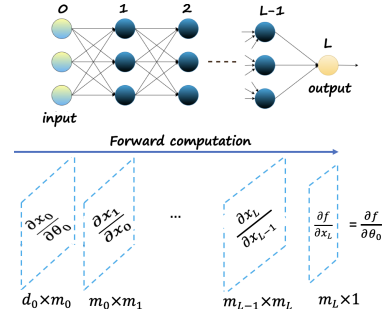 0 1 2 L-1
L
input
output
Forward computation
∂x₀/∂θ₀ ∂x₁/∂x₀ ... ∂x_L/∂x_{L-1} ∂f/∂x_L = ∂f/∂θ₀
d₀×m₀ m₀×m₁ m_{L-1}×m_L m_L×1